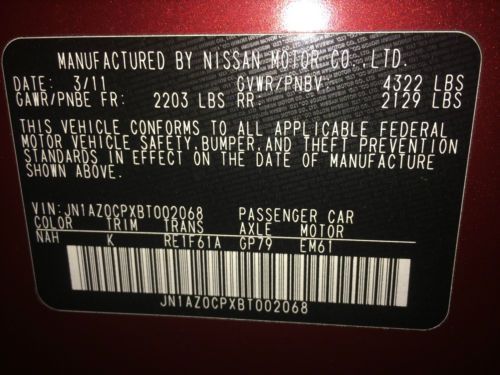 MANUFACTURED BY NISSAN MOTOR CO.,LTD.
DATE: 3/11 GVWR/PNBV: 4322 LBS
GAWR/PNBE FR: 2203 LBS RR: 2129 LBS
THIS VEHICLE CONFORMS TO ALL APPLICABLE FEDERAL
MOTOR VEHICLE SAFETY,BUMPER,AND THEFT PREVENTION
STANDARDS IN EFFECT ON THE DATE OF MANUFACTURE
SHOWN ABOVE.
VIN:JN1AZ0CPXBT002068 PASSENGER CAR
COLOR TRIM TRANS AXLE MOTOR
NAH K RE1F61A GP79 EM61
JN1AZ0CPXBT002068